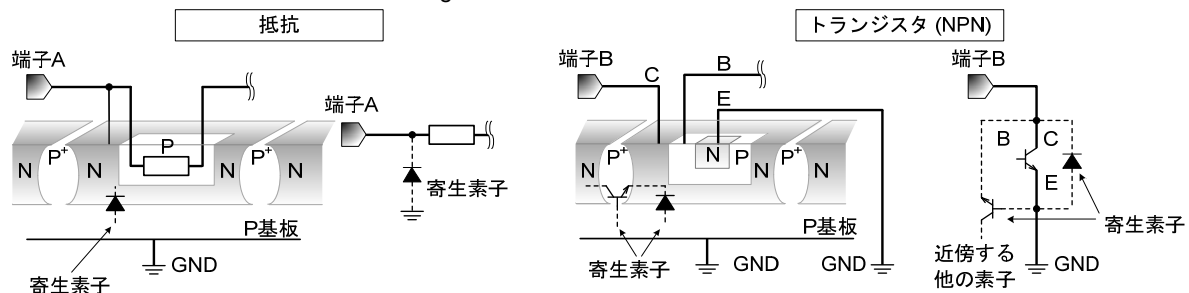 g
抵抗
トランジスタ (NPN)
端子A
端子A
端子B
C
B
E
端子B
N
P+
N
P
N
P+
N
寄生素子
P基板
GND
寄生素子
N
P+
N
N
P
N
P+
N
P基板
寄生素子
GND
GND
B
C
E
寄生素子
近傍する
他の素子
GND